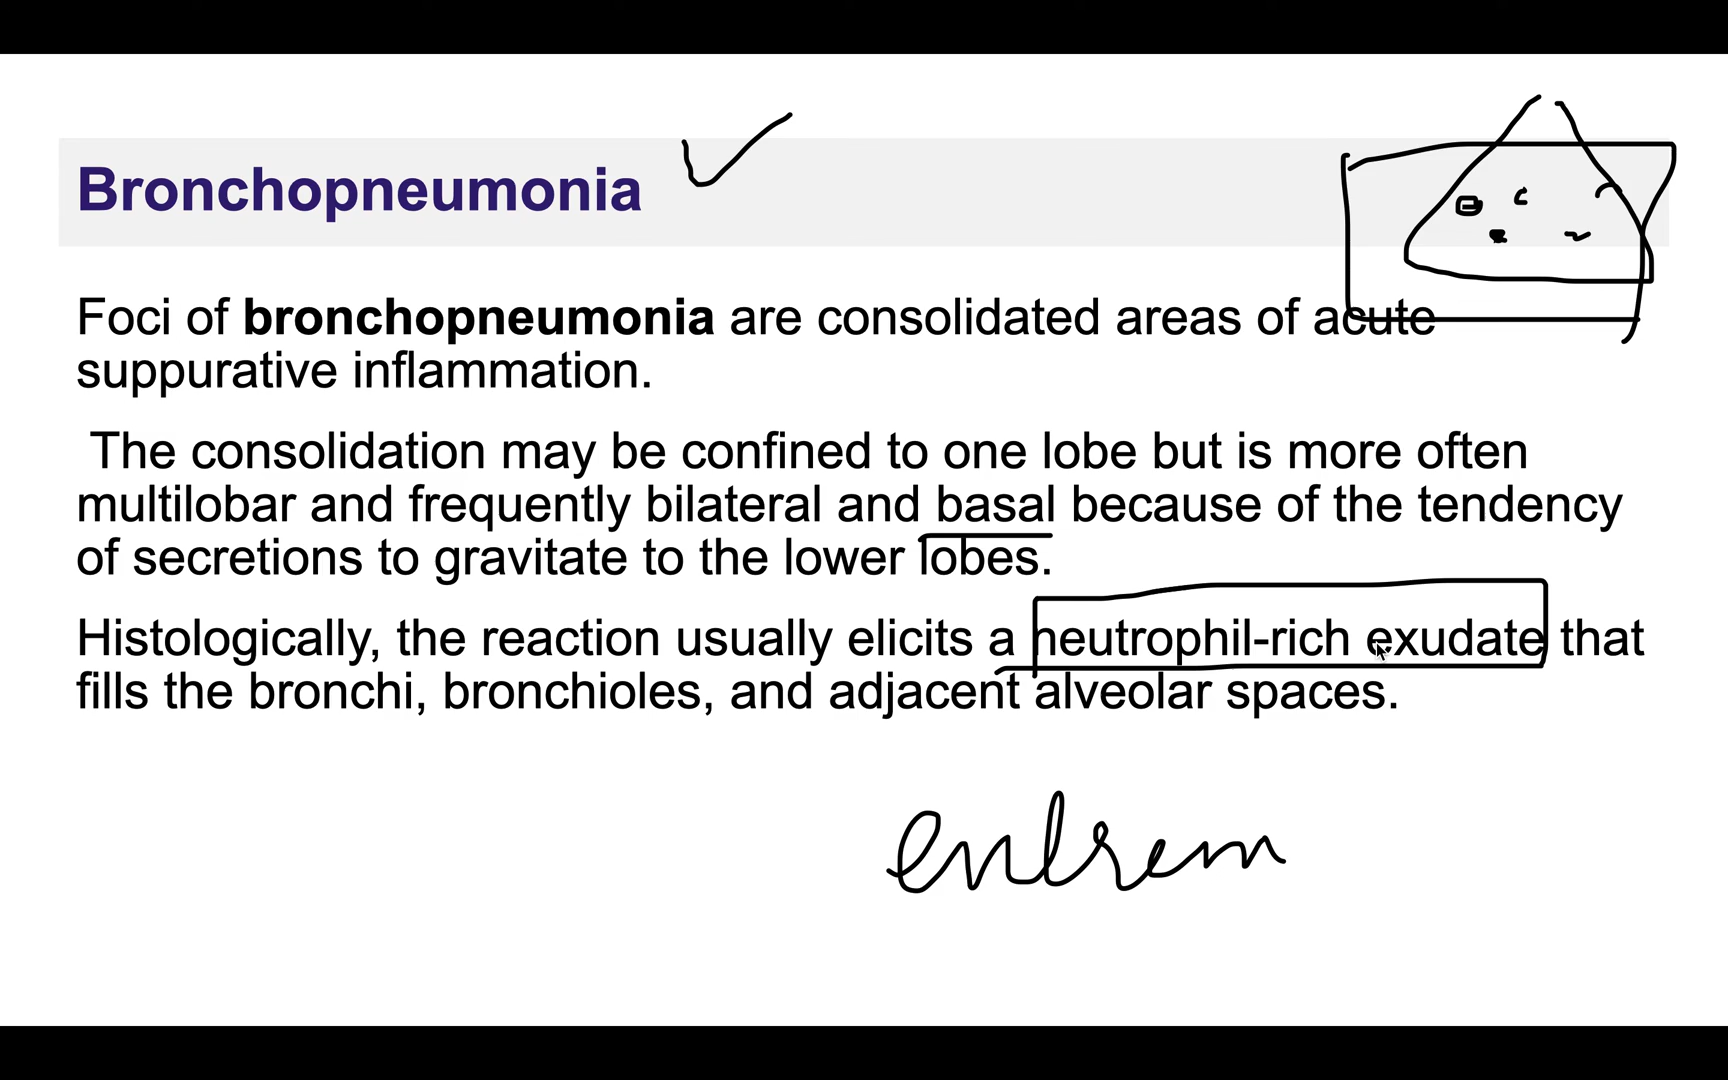 Bronchopneumonia
Foci of bronchopneumonia are consolidated areas of acute
suppurative inflammation.
The consolidation may be confined to one lobe but is more often
multilobar and frequently bilateral and basal because of the tendency
of secretions to gravitate to the lower lobes.
Histologically, the reaction usually elicits a neutrophil-rich exudate that
fills the bronchi, bronchioles, and adjacent alveolar spaces.